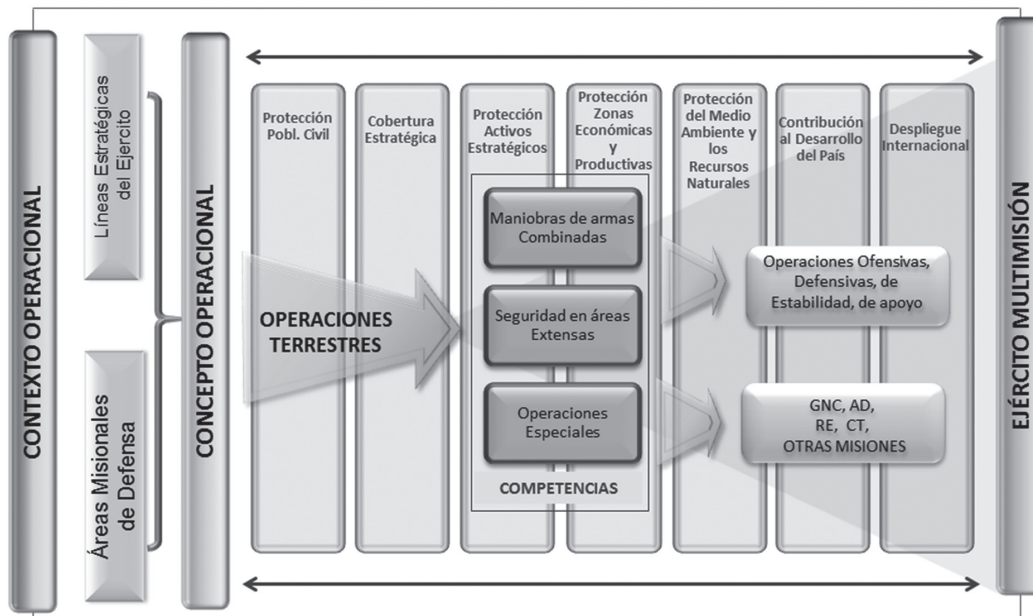 CONTEXTO OPERACIONAL
Líneas Estratégicas
del Ejercito
Áreas Misionales
de Defensa
CONCEPTO OPERACIONAL
Protección
Pobl. Civil
Cobertura
Estratégica
Protección
Activos
Estratégicos
Protección
Zonas
Económicas
y
Productivas
Protección
del Medio
Ambiente y
los
Recursos
Naturales
Contribución
al Desarrollo
del País
Despliegue
Internacional
OPERACIONES
TERRESTRES
Maniobras de armas
Combinadas
Seguridad en áreas
Extensas
Operaciones
Especiales
COMPETENCIAS
Operaciones Ofensivas,
Defensivas, de
Estabilidad, de apoyo
GNC, AD,
RE, CT,
OTRAS MISIONES
EJÉRCITO MULTIMISIÓN